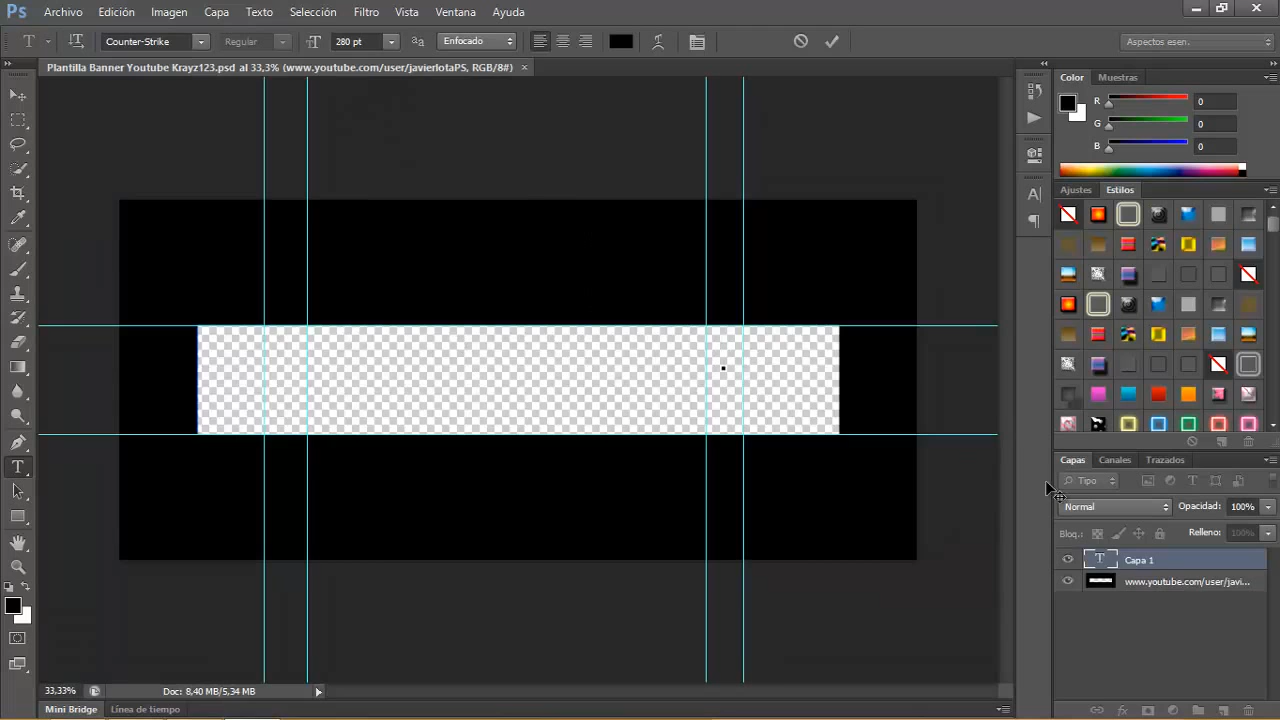 Ps Archivo Edición Imagen Capa Texto Selección Filtro Vista Ventana Ayuda
T Counter-Strike Regular 280 pt aa Enfocado Aspectos esen.
Plantilla Banner Youtube Krayz123.psd al 33,3% (www.youtube.com/user/javierIotaPS, RGB/8#) ×
Color Muestras
R 0
G 0
B 0
Ajustes Estilos
A
Capas Canales Trazados
Tipo
Normal Opacidad: 100%
Bloq.: Relleno: 100%
T Capa 1
www.youtube.com/user/javi...
33,33% Doc: 8,40 MB/5,34 MB
Mini Bridge Línea de tiempo
fx